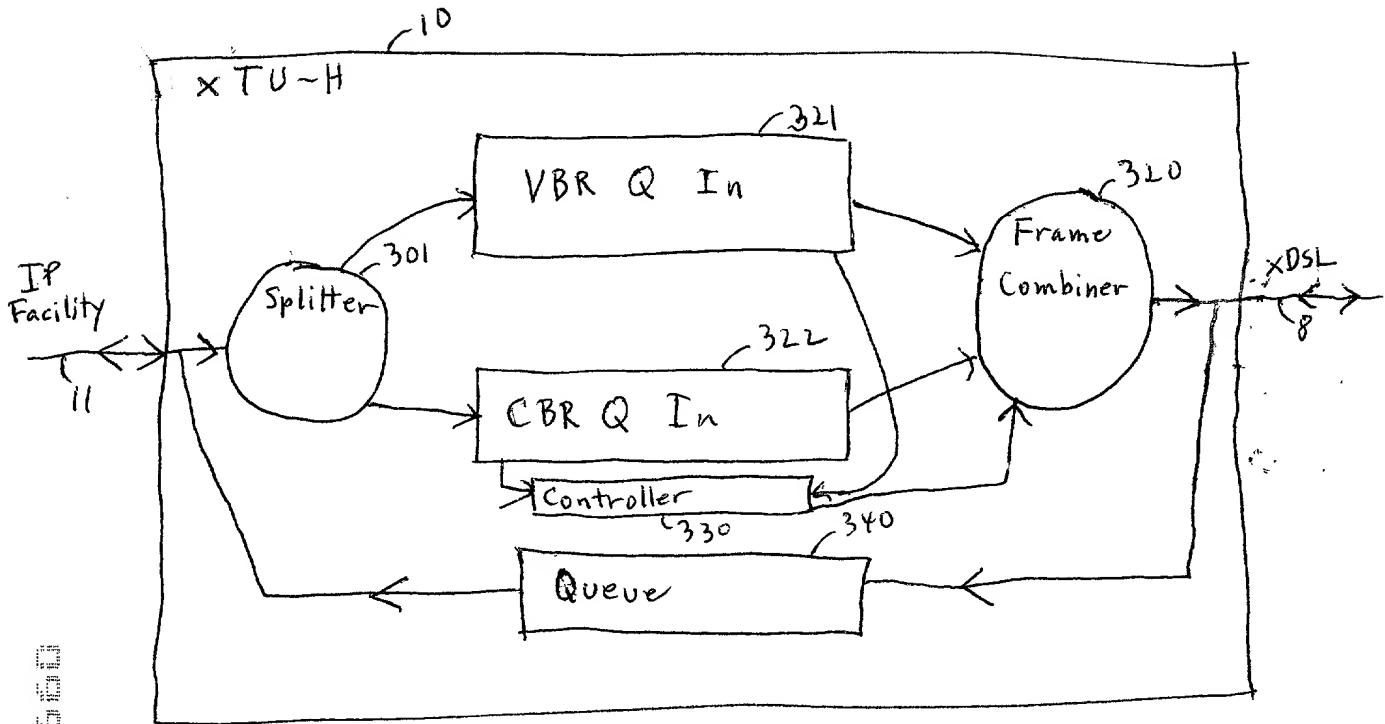 10
xTU-H
321
VBR Q In
320
Frame
Combiner
301
Splitter
IP
Facility
xDSL
8
11
322
CBR Q In
Controller
330
340
Queue